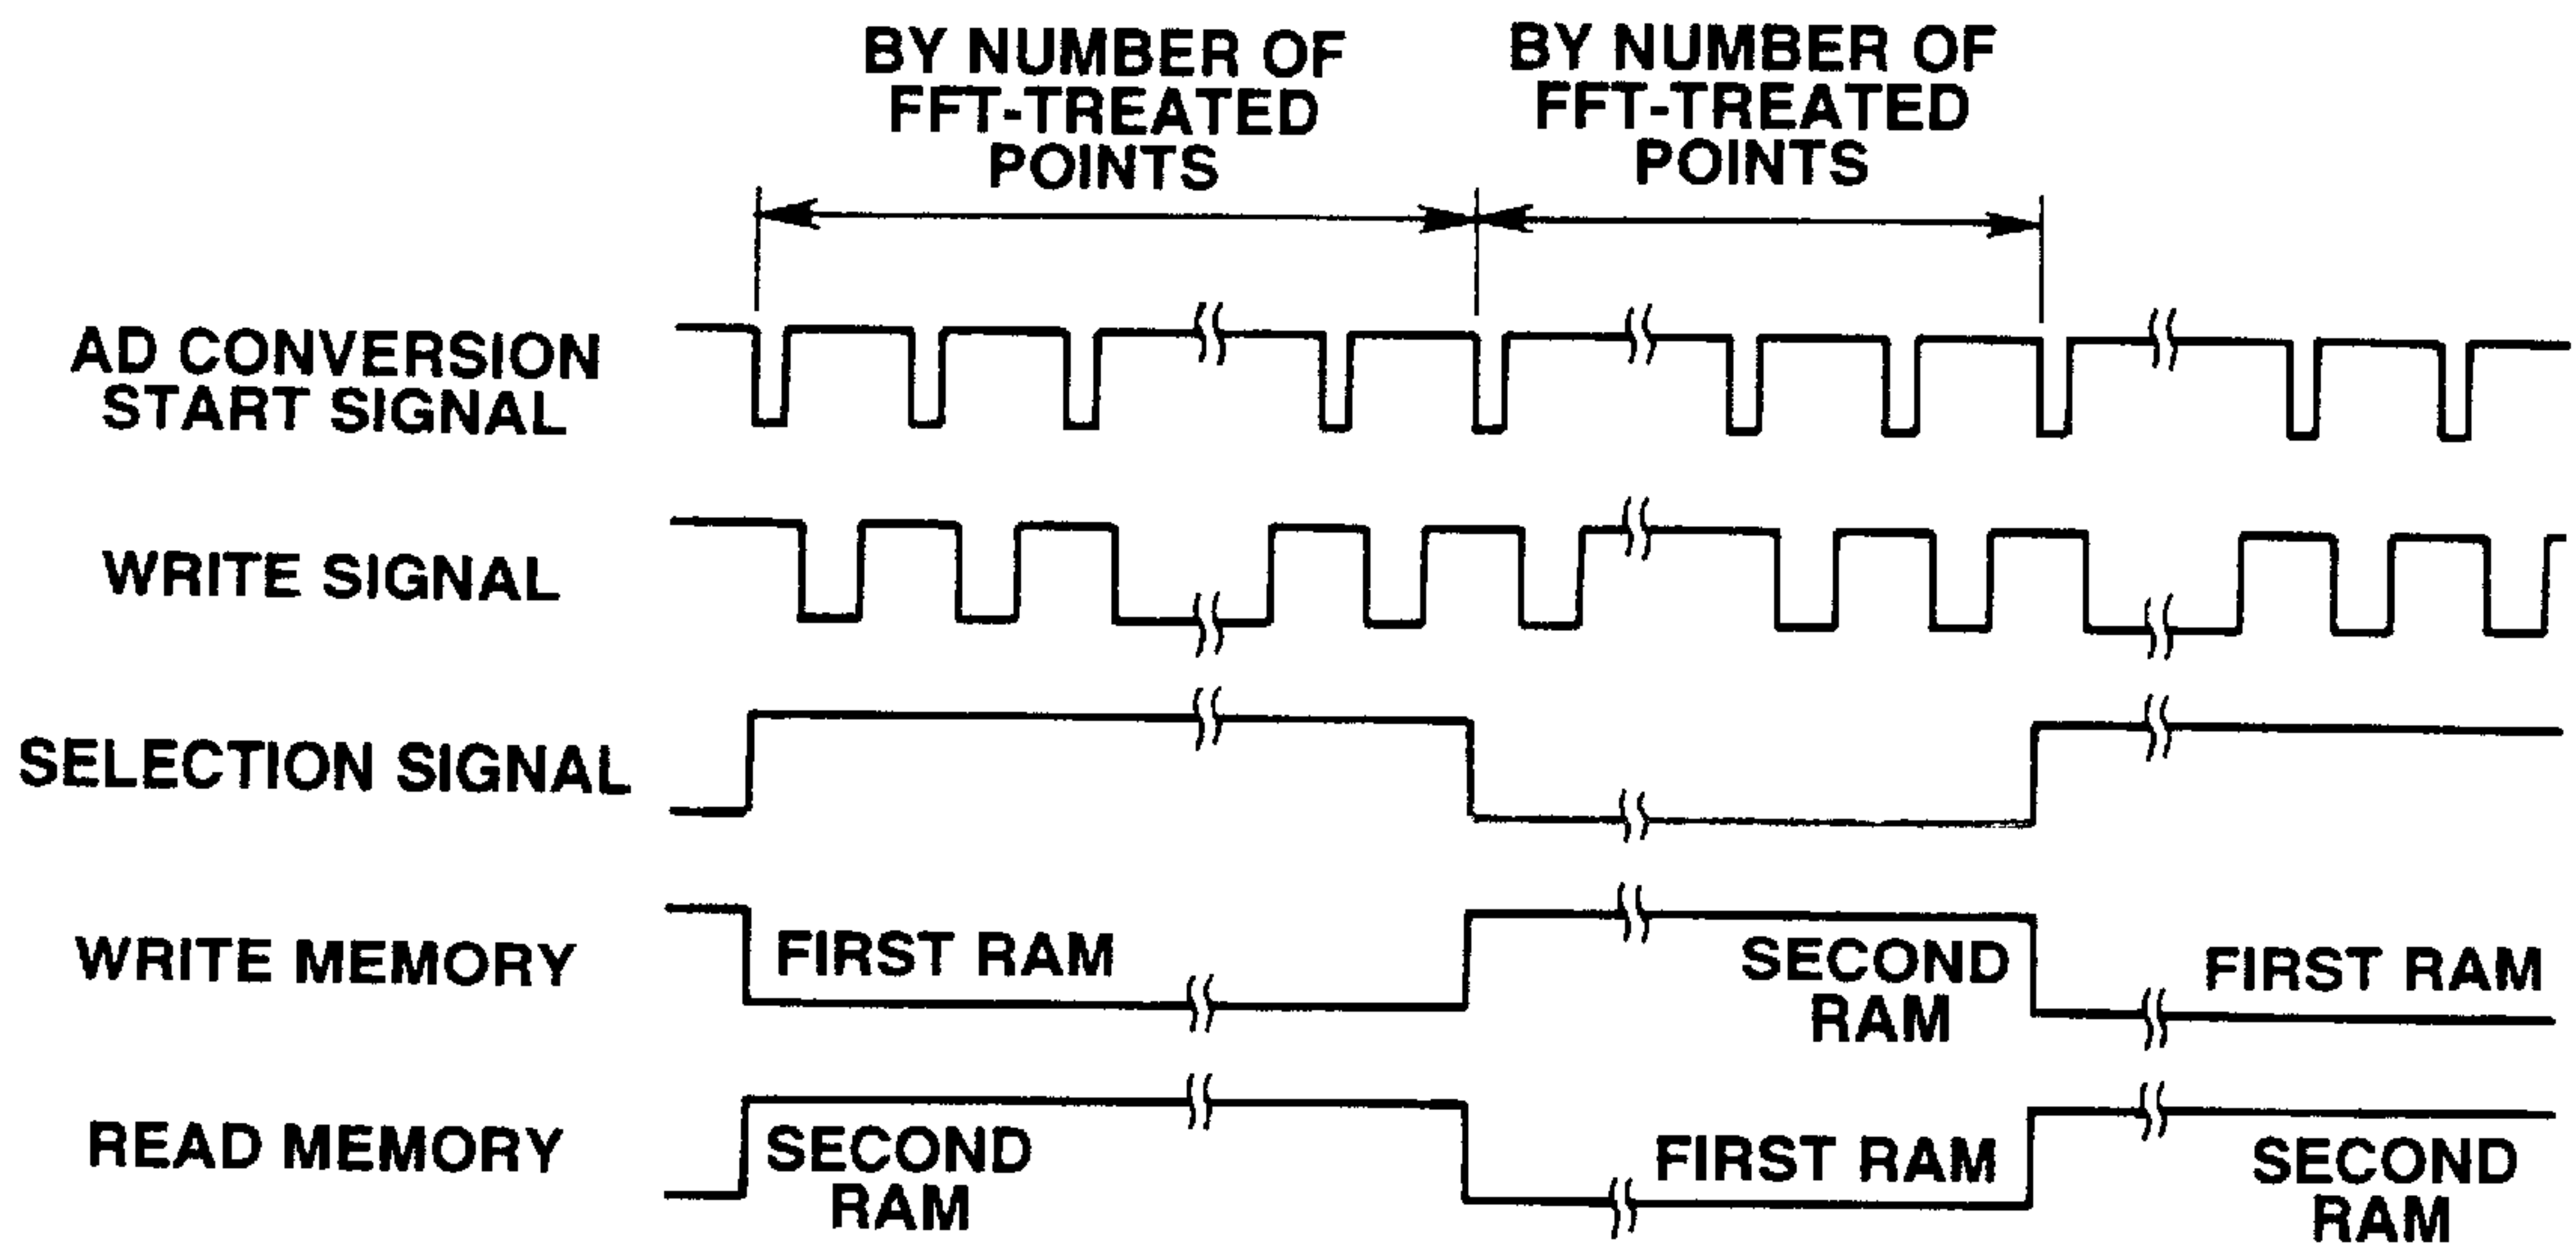 BY NUMBER OF
FFT-TREATED
POINTS
BY NUMBER OF
FFT-TREATED
POINTS
AD CONVERSION
START SIGNAL
WRITE SIGNAL
SELECTION SIGNAL
WRITE MEMORY
FIRST RAM
SECOND
RAM
FIRST RAM
READ MEMORY
SECOND
RAM
FIRST RAM
SECOND
RAM